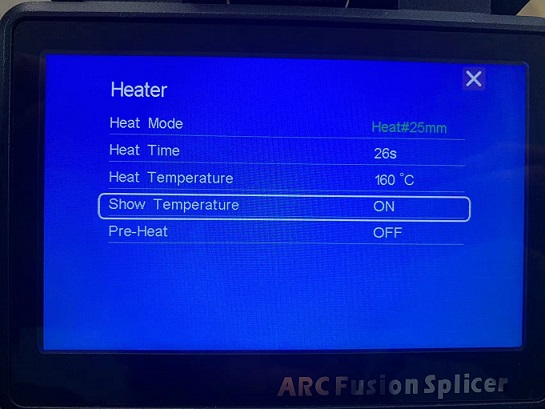 Heater
Heat Mode Heat#25mm
Heat Time 26s
Heat Temperature 160 °C
Show Temperature ON
Pre-Heat OFF
ARC Fusion Splicer